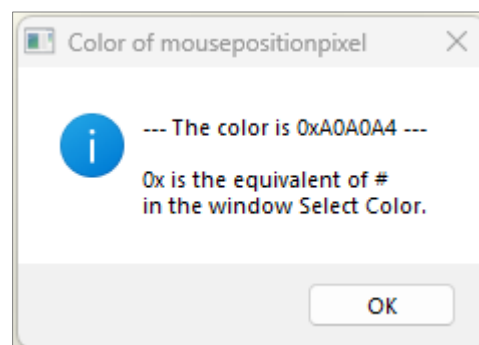 Color of mousepositionpixel
--- The color is 0xA0A0A4 ---
0x is the equivalent of #
in the window Select Color.
OK